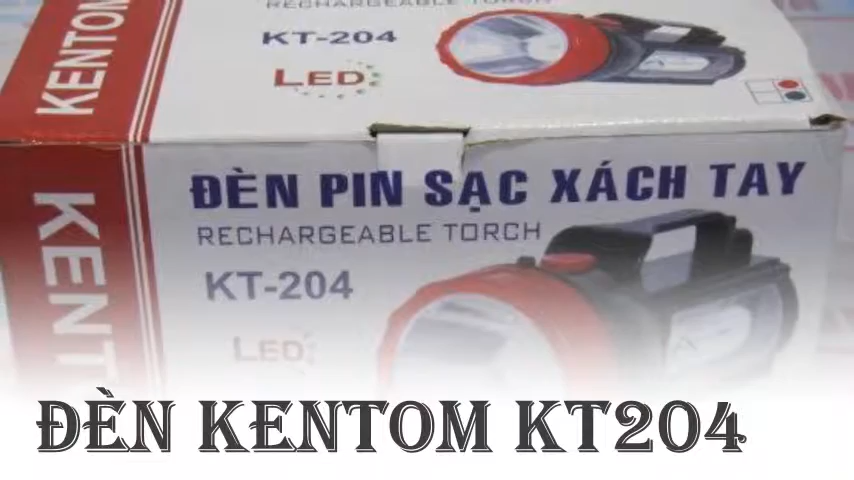 KENTOM
RECHARGEABLE TORCH
KT-204
LED
ĐÈN PIN SẠC XÁCH TAY
RECHARGEABLE TORCH
KENT
KT-204
LED
ĐÈN KENTOM KT204